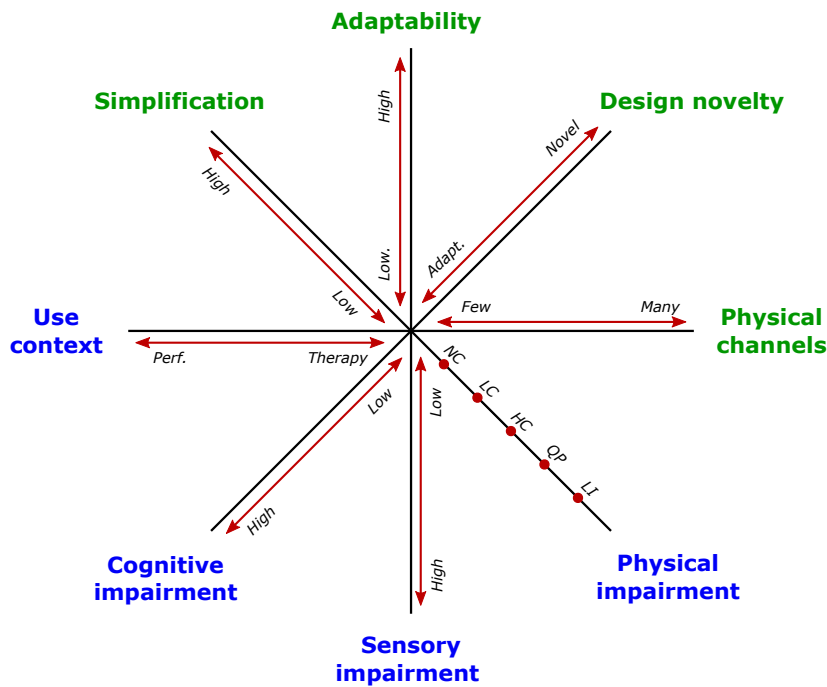 Adaptability
Simplification
Design novelty
High
Novel
High
Low.
Adapt.
Low
Few
Many
Use
context
Physical
channels
Perf.
Therapy
NC
Low
Low
LC
HC
QP
LI
High
High
Cognitive
impairment
Physical
impairment
Sensory
impairment